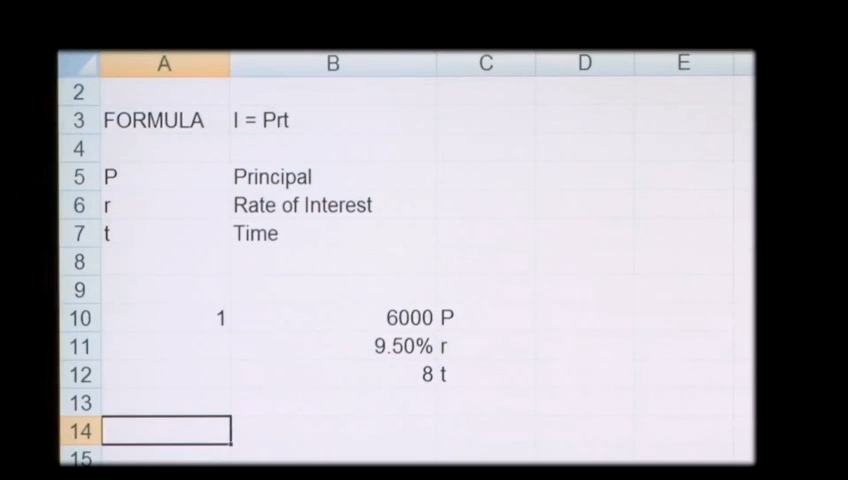 A B C D E
2
3 FORMULA I = Prt
4
5 P Principal
6 r Rate of Interest
7 t Time
8
9
10 1 6000 P
11 9.50% r
12 8 t
13
14
15